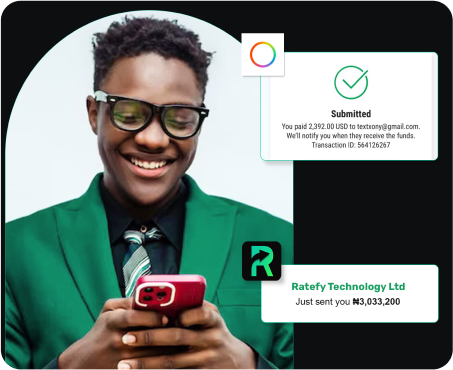 Submitted
You paid 2,392.00 USD to textxony@gmail.com.
We'll notify you when they receive the funds.
Transaction ID: 564126267
Ratefy Technology Ltd
Just sent you ₦3,033,200